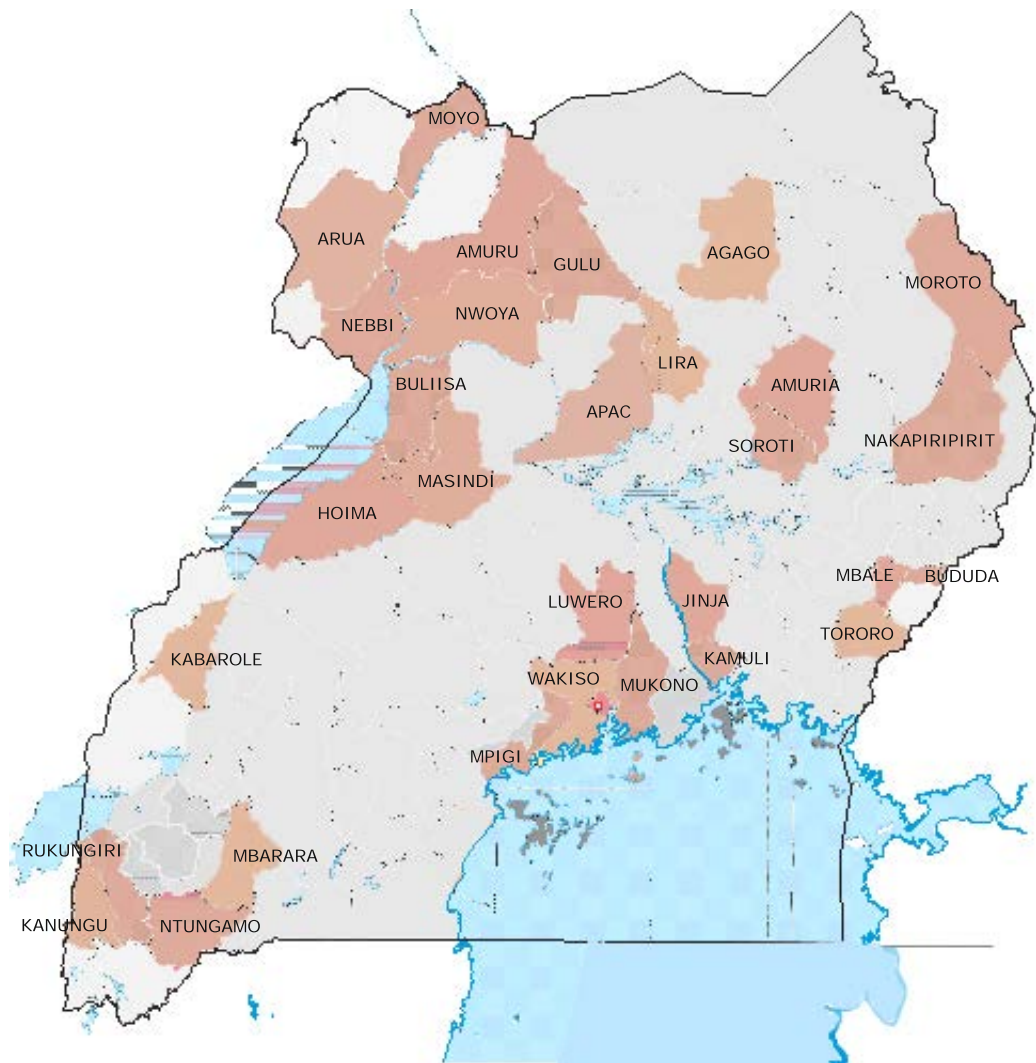 MOYO
ARUA
AMURU
GULU
AGAGO
MOROTO
NEBBI
NWOYA
LIRA
BULIISA
AMURIA
APAC
SOROTI
NAKAPIRIPIRIT
MASINDI
HOIMA
MBALE
BUDUDA
LUWERO
JINJA
TORORO
KABAROLE
KAMULI
WAKISO
MUKONO
MPIGI
RUKUNGIRI
MBARARA
KANUNGU
NTUNGAMO